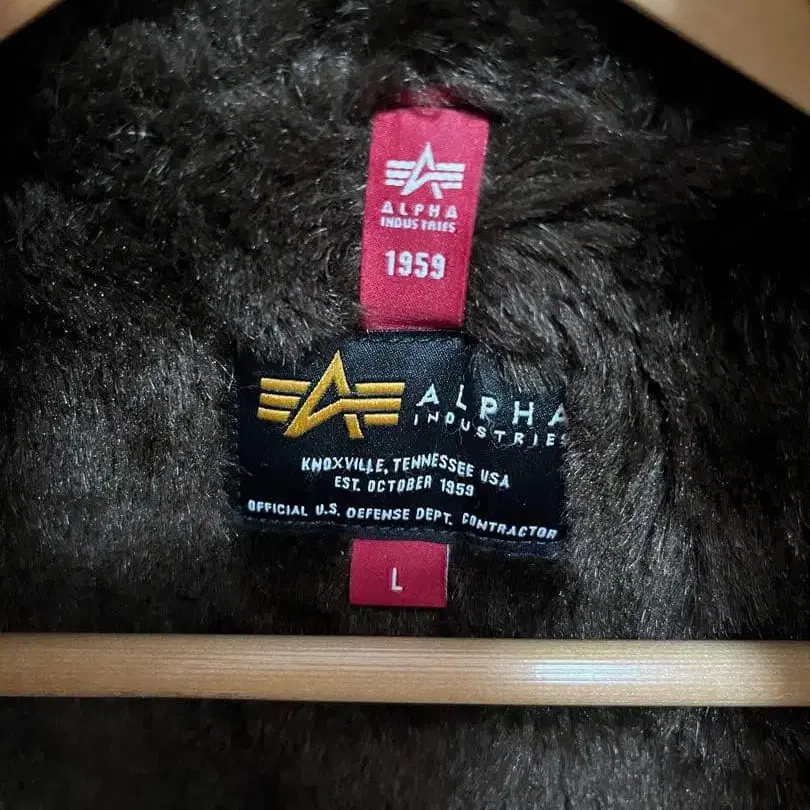 ALPHA
INDUSTRIES
1959
ALPHA
INDUSTRIES
KNOXVILLE, TENNESSEE USA
EST. OCTOBER 1959
OFFICIAL U.S. DEFENSE DEPT. CONTRACTOR
L